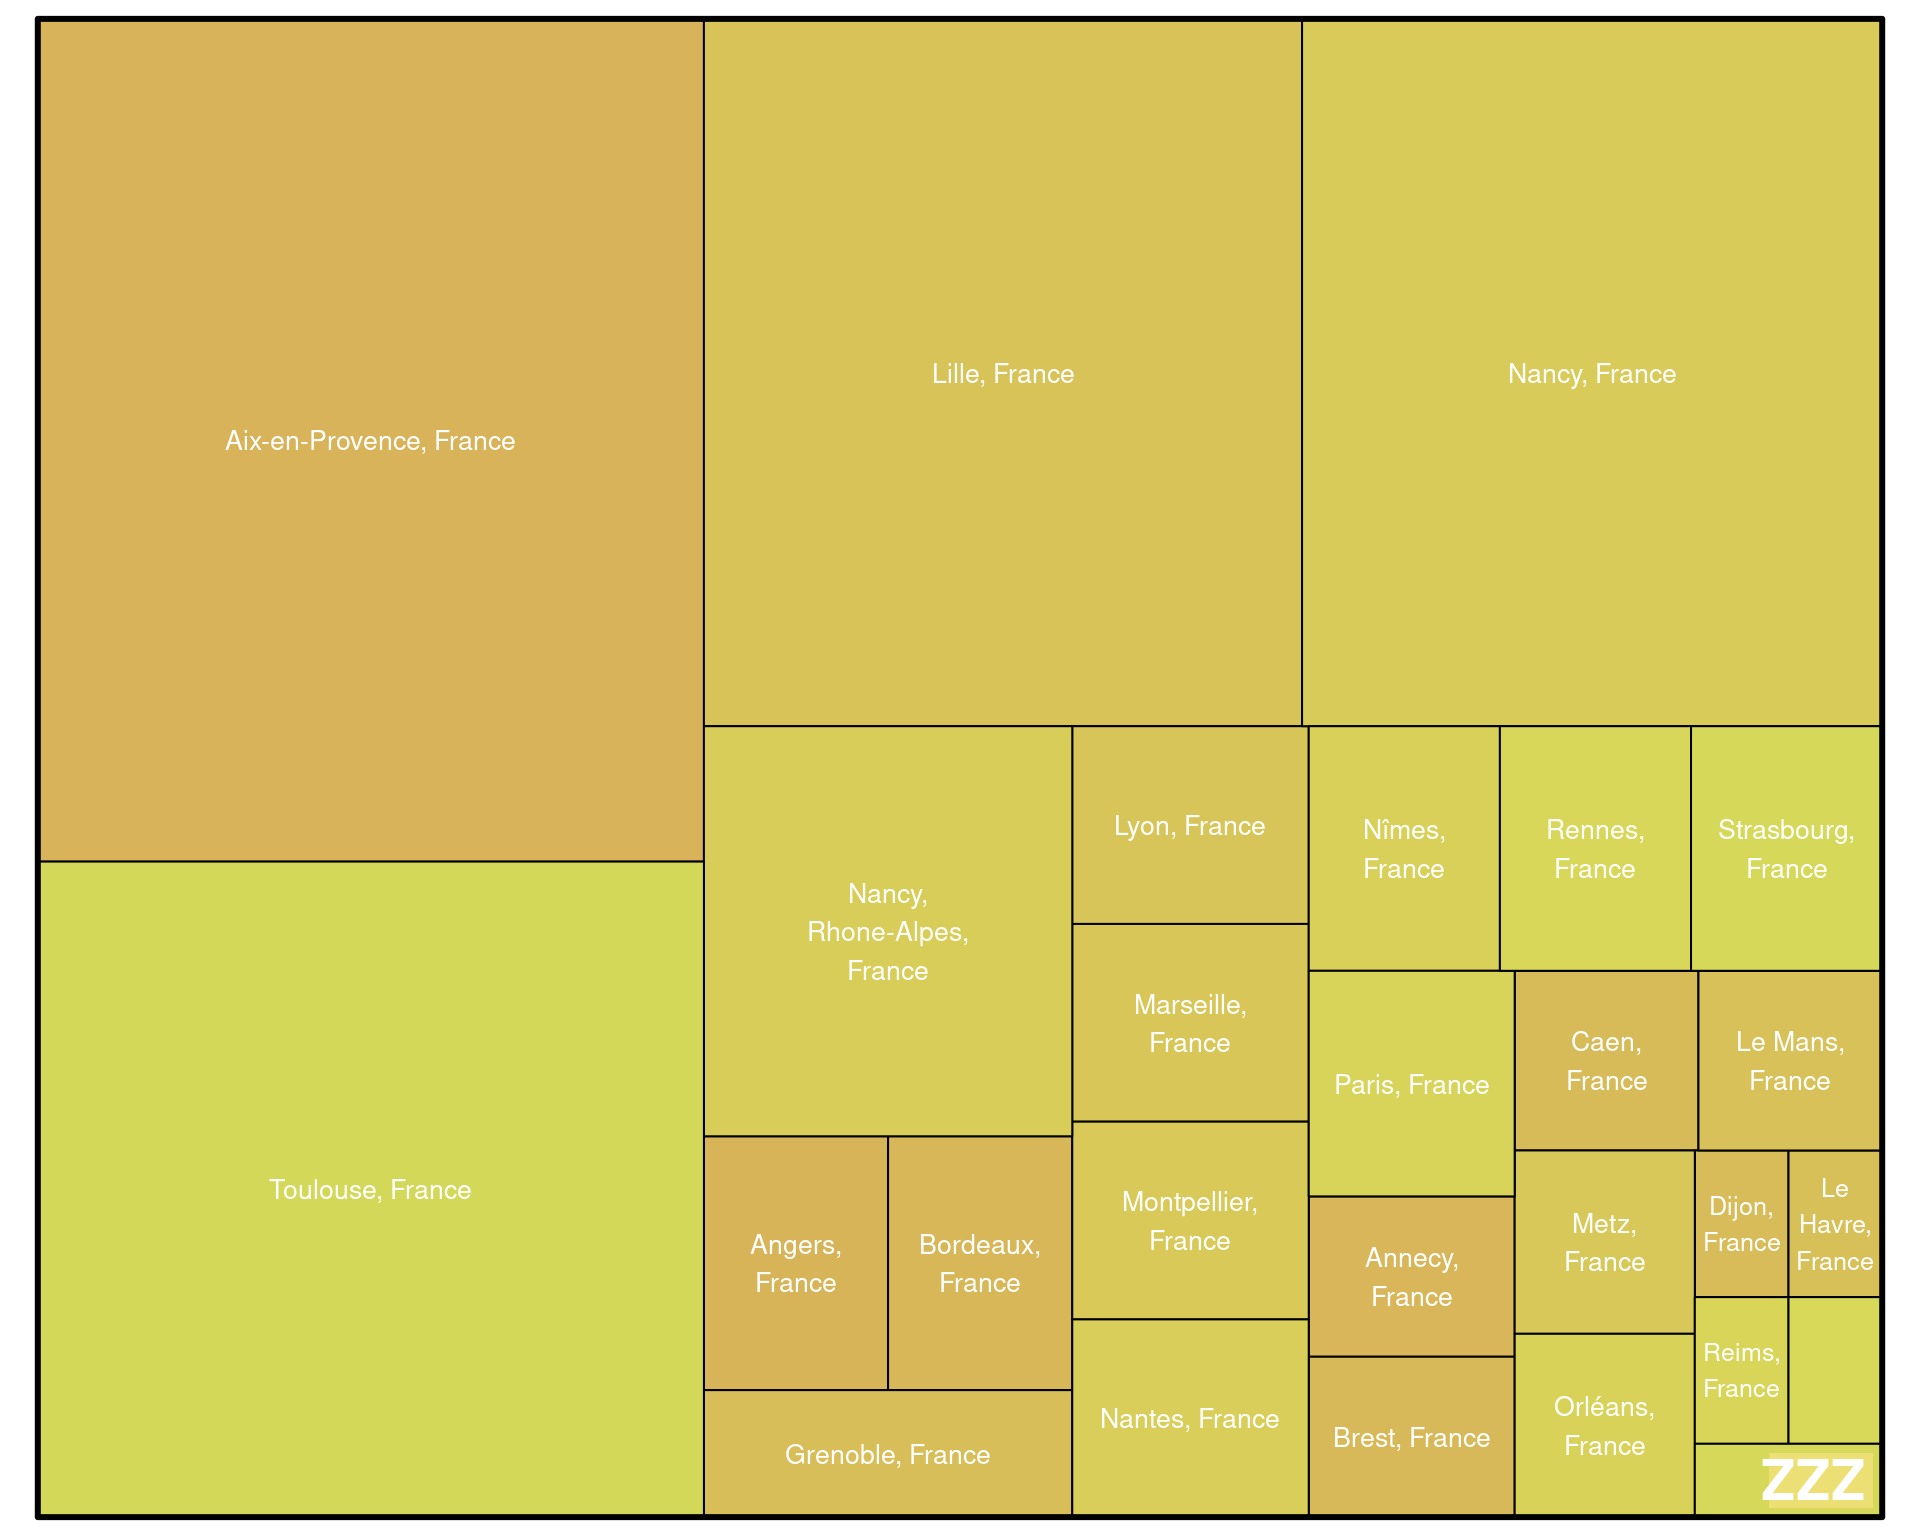 Aix-en-Provence, France
Lille, France
Nancy, France
Toulouse, France
Nancy,
Rhone-Alpes,
France
Lyon, France
Marseille,
France
Montpellier,
France
Nantes, France
Angers,
France
Bordeaux,
France
Grenoble, France
Nîmes,
France
Rennes,
France
Strasbourg,
France
Paris, France
Caen,
France
Le Mans,
France
Annecy,
France
Brest, France
Metz,
France
Orléans,
France
Dijon,
France
Le
Havre,
France
Reims,
France
ZZZ